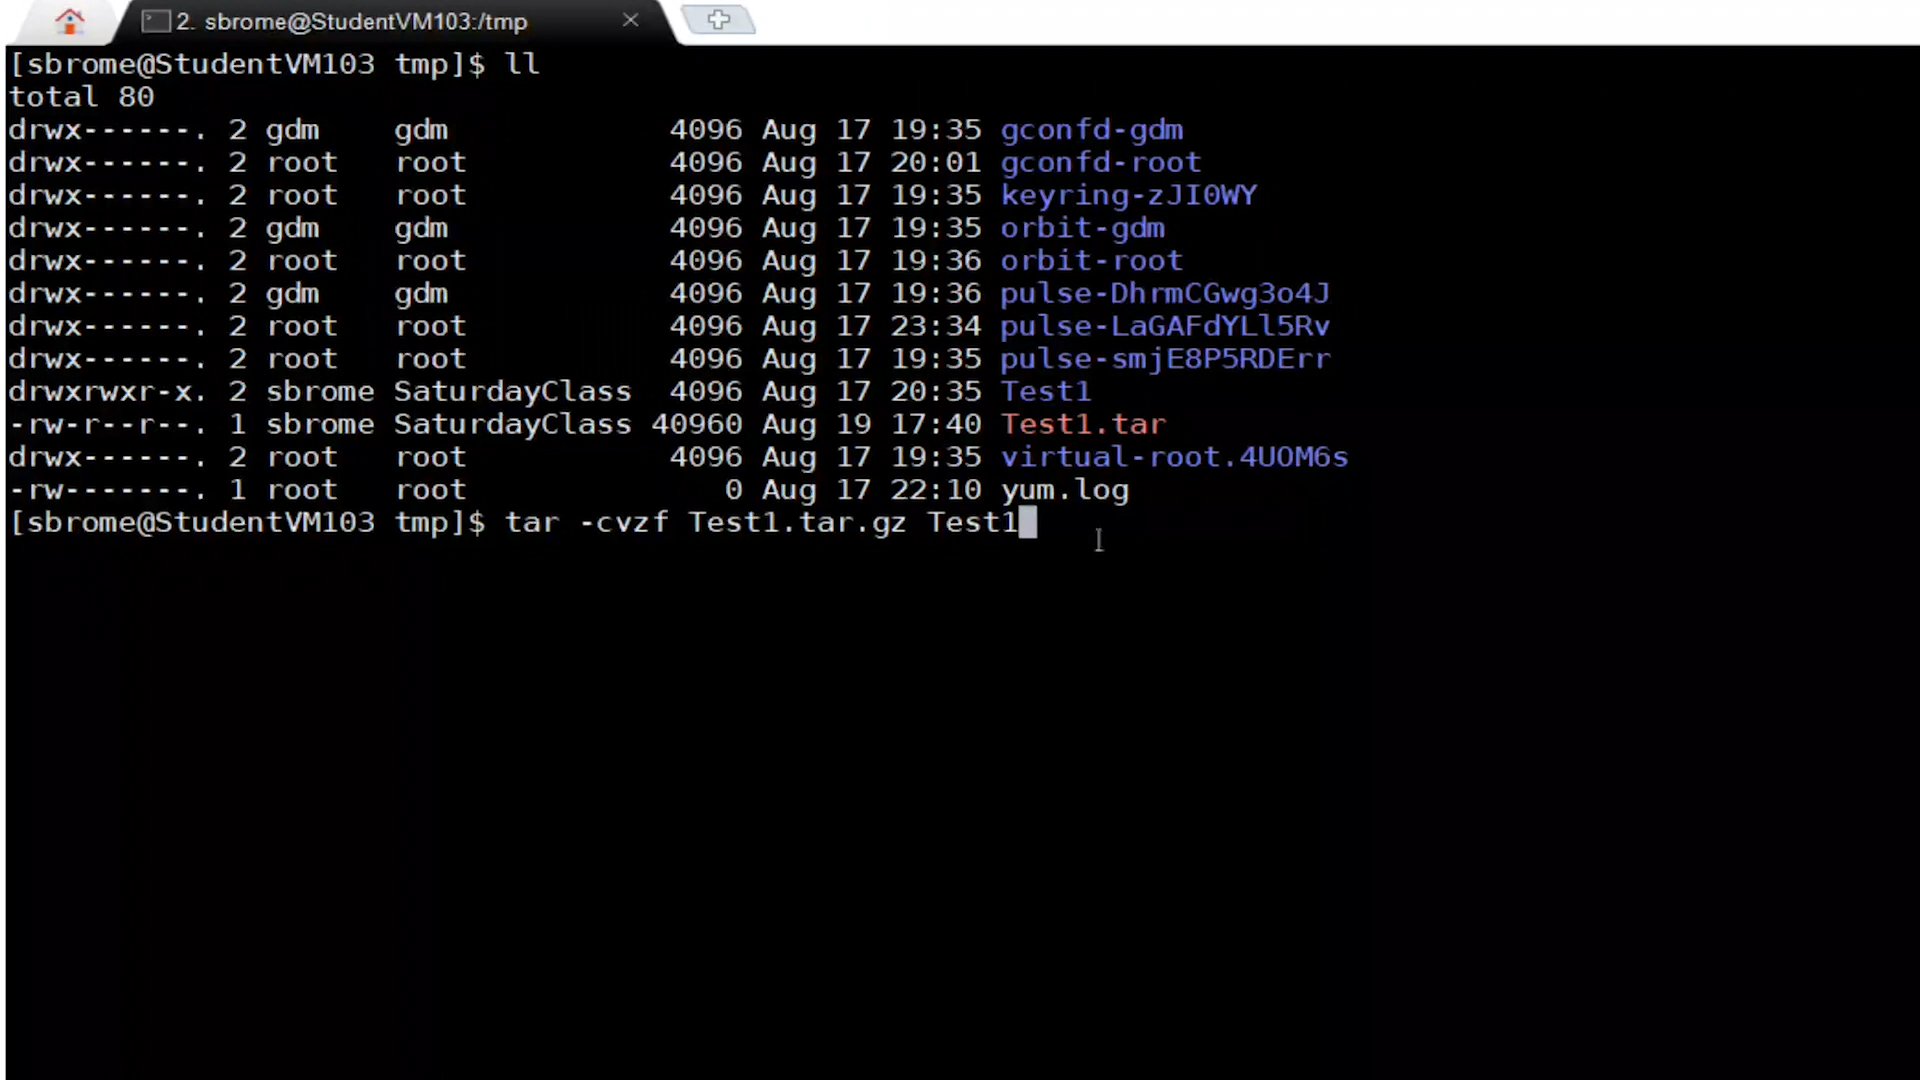 2. sbrome@StudentVM103:/tmp
[sbrome@StudentVM103 tmp]$ ll
total 80
drwx------. 2 gdm    gdm             4096 Aug 17 19:35 gconfd-gdm
drwx------. 2 root   root            4096 Aug 17 20:01 gconfd-root
drwx------. 2 root   root            4096 Aug 17 19:35 keyring-zJI0WY
drwx------. 2 gdm    gdm             4096 Aug 17 19:35 orbit-gdm
drwx------. 2 root   root            4096 Aug 17 19:36 orbit-root
drwx------. 2 gdm    gdm             4096 Aug 17 19:36 pulse-DhrmCGwg3o4J
drwx------. 2 root   root            4096 Aug 17 23:34 pulse-LaGAFdYLl5Rv
drwx------. 2 root   root            4096 Aug 17 19:35 pulse-smjE8P5RDErr
drwxrwxr-x. 2 sbrome SaturdayClass  4096 Aug 17 20:35 Test1
-rw-r--r--. 1 sbrome SaturdayClass 40960 Aug 19 17:40 Test1.tar
drwx------. 2 root   root            4096 Aug 17 19:35 virtual-root.4UOM6s
-rw-------. 1 root   root               0 Aug 17 22:10 yum.log
[sbrome@StudentVM103 tmp]$ tar -cvzf Test1.tar.gz Test1